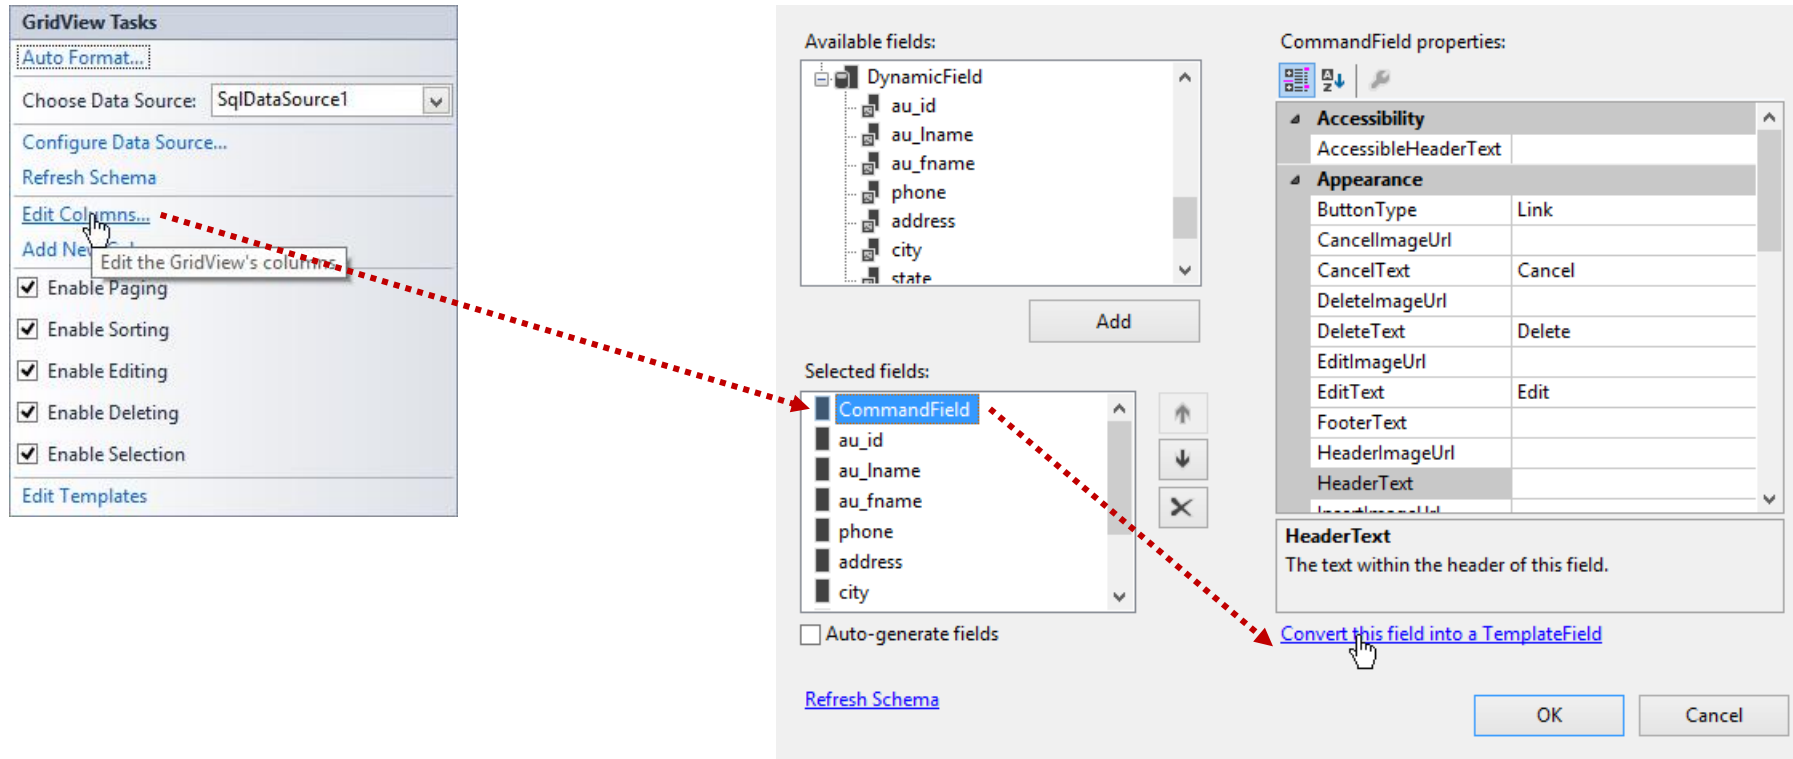 GridView Tasks
Auto Format...
Choose Data Source: SqlDataSource1
Configure Data Source...
Refresh Schema
Edit Columns...
Add New
Edit the GridView's columns
Enable Paging
Enable Sorting
Enable Editing
Enable Deleting
Enable Selection
Edit Templates
Available fields:
DynamicField
au_id
au_lname
au_fname
phone
address
city
state
Add
Selected fields:
CommandField
au_id
au_lname
au_fname
phone
address
city
Auto-generate fields
Refresh Schema
CommandField properties:
Accessibility
AccessibleHeaderText
Appearance
ButtonType Link
CancelImageUrl
CancelText Cancel
DeleteImageUrl
DeleteText Delete
EditImageUrl
EditText Edit
FooterText
HeaderImageUrl
HeaderText
InsertImageUrl
HeaderText
The text within the header of this field.
Convert this field into a TemplateField
OK Cancel